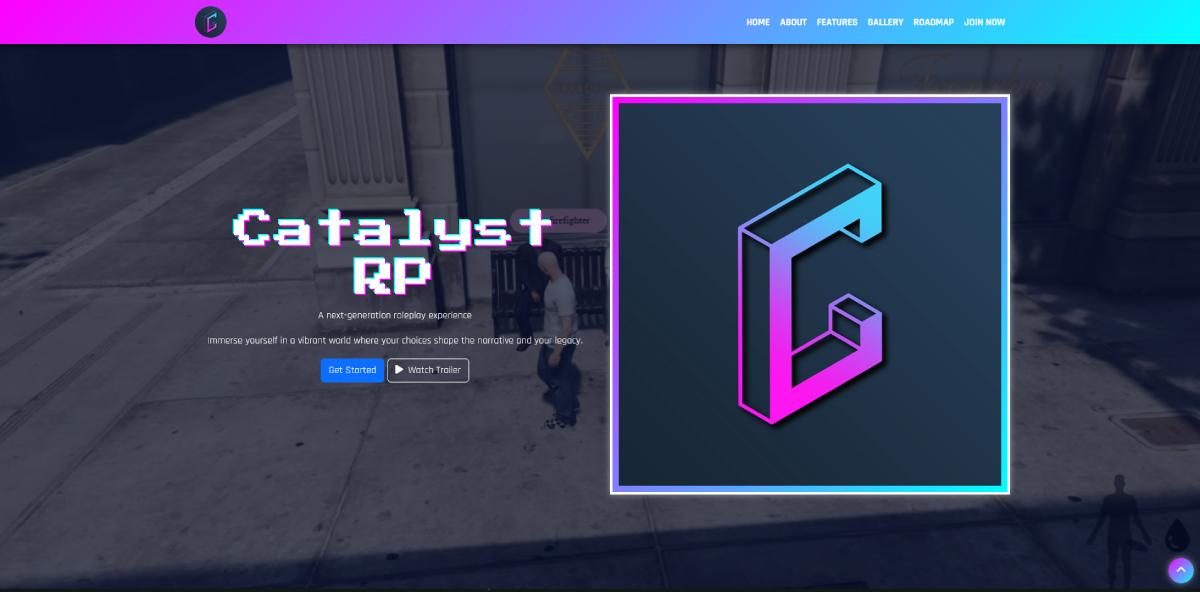 HOME ABOUT FEATURES GALLERY ROADMAP JOIN NOW
Catalyst
RP
firefighter
A next-generation roleplay experience
Immerse yourself in a vibrant world where your choices shape the narrative and your legacy.
Get Started Watch Trailer